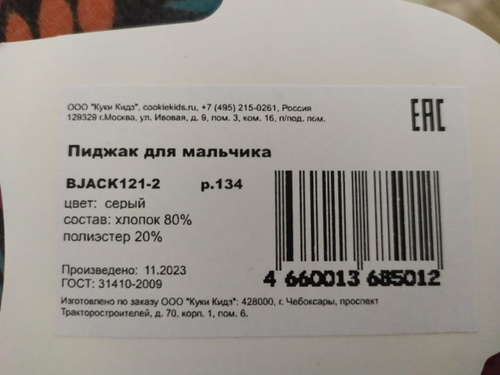 ООО "Куки Кидз", cookiekids.ru, +7 (495) 215-0261, Россия
129329 г.Москва, ул. Ивовая, д. 9, пом. 3, ком. 16, п/под. пом.
EAC
Пиджак для мальчика
BJACK121-2 р.134
цвет: серый
состав: хлопок 80%
полиэстер 20%
Произведено: 11.2023
ГОСТ: 31410-2009
4 660013 685012
Изготовлено по заказу ООО "Куки Кидз": 428000, г. Чебоксары, проспект
Тракторостроителей, д. 70, корп. 1, пом. 6.